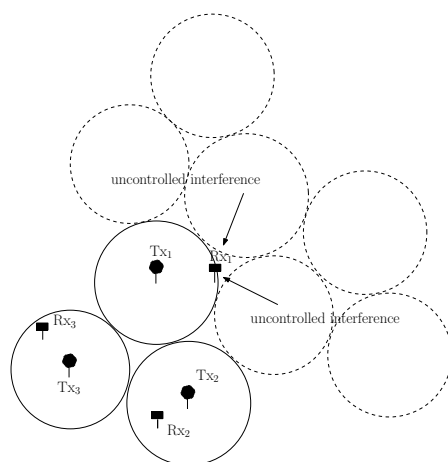 uncontrolled interference
Tx1
Rx1
uncontrolled interference
Rx3
Tx3
Tx2
Rx2